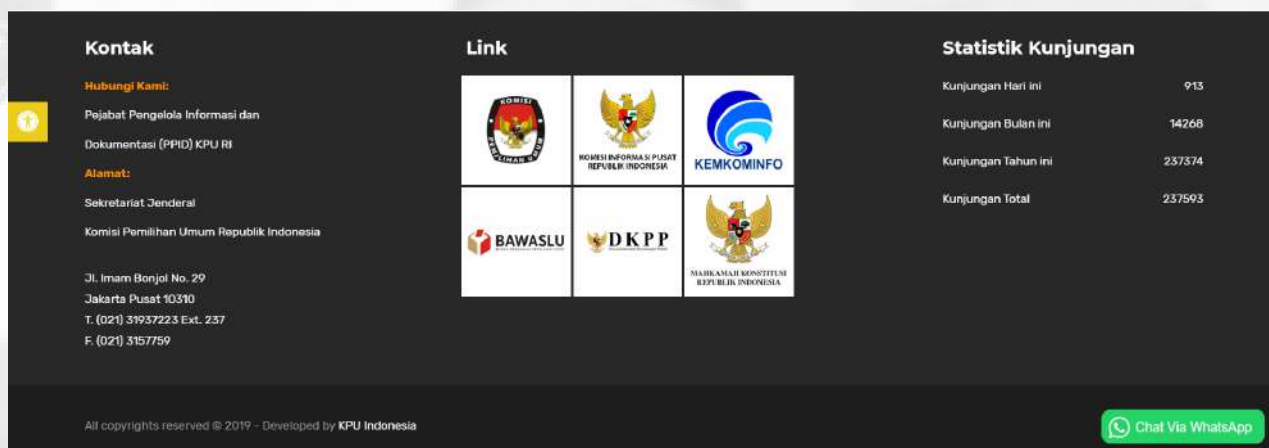 Kontak
Hubungi Kami:
Pejabat Pengelola Informasi dan
Dokumentasi (PPID) KPU RI
Alamat:
Sekretariat Jenderal
Komisi Pemilihan Umum Republik Indonesia
Jl. Imam Bonjol No. 29
Jakarta Pusat 10310
T. (021) 31937223 Ext. 237
F. (021) 3157759
Link
KOMISI
PEMILIHAN UMUM
KOMISI INFORMASI PUSAT
REPUBLIK INDONESIA
KEMKOMINFO
BAWASLU
DKPP
MAHKAMAH KONSTITUSI
REPUBLIK INDONESIA
Statistik Kunjungan
Kunjungan Hari ini 913
Kunjungan Bulan ini 14268
Kunjungan Tahun ini 237374
Kunjungan Total 237593
All copyrights reserved © 2019 - Developed by KPU Indonesia
Chat Via WhatsApp